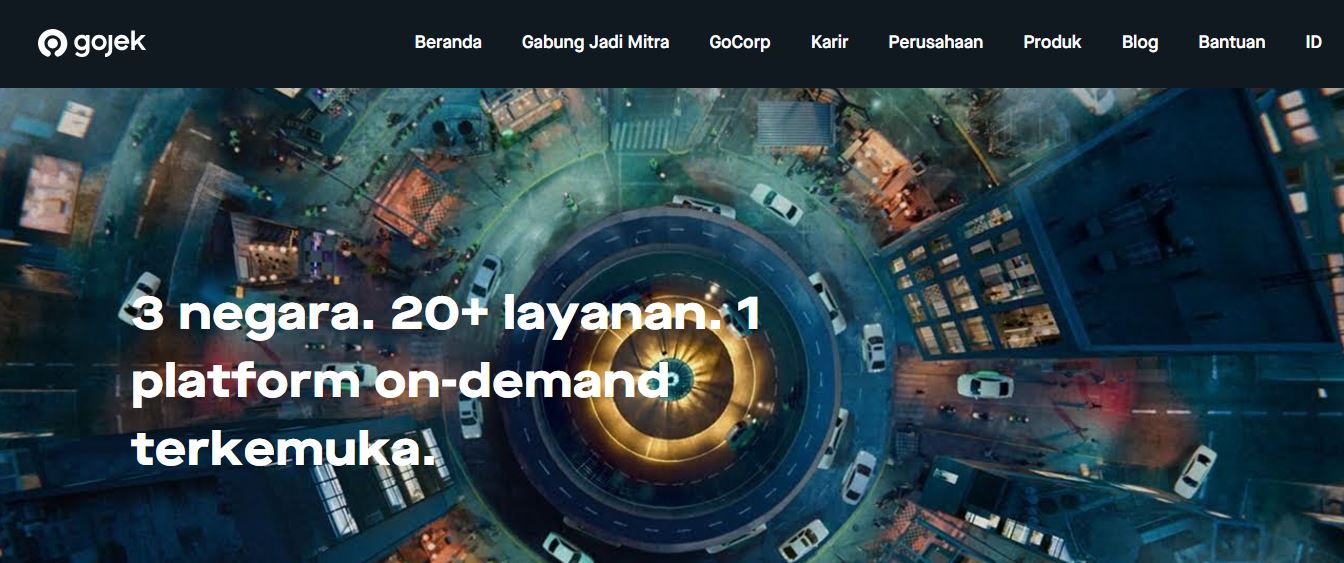 gojek
Beranda Gabung Jadi Mitra GoCorp Karir Perusahaan Produk Blog Bantuan ID
3 negara. 20+ layanan. 1
platform on-demand
terkemuka.